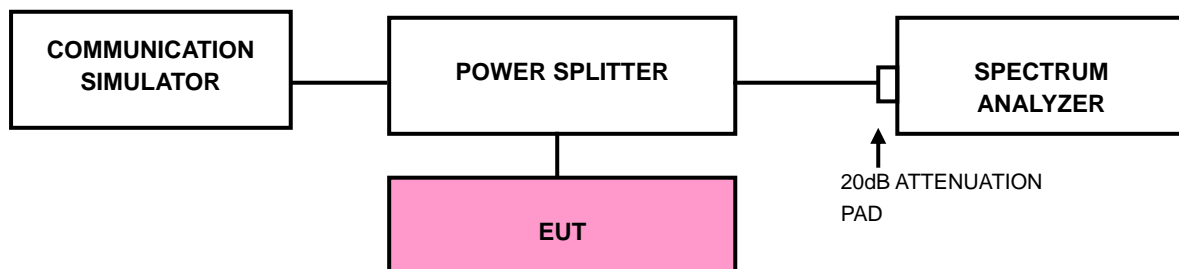 COMMUNICATION
SIMULATOR
POWER SPLITTER
SPECTRUM
ANALYZER
20dB ATTENUATION
PAD
EUT